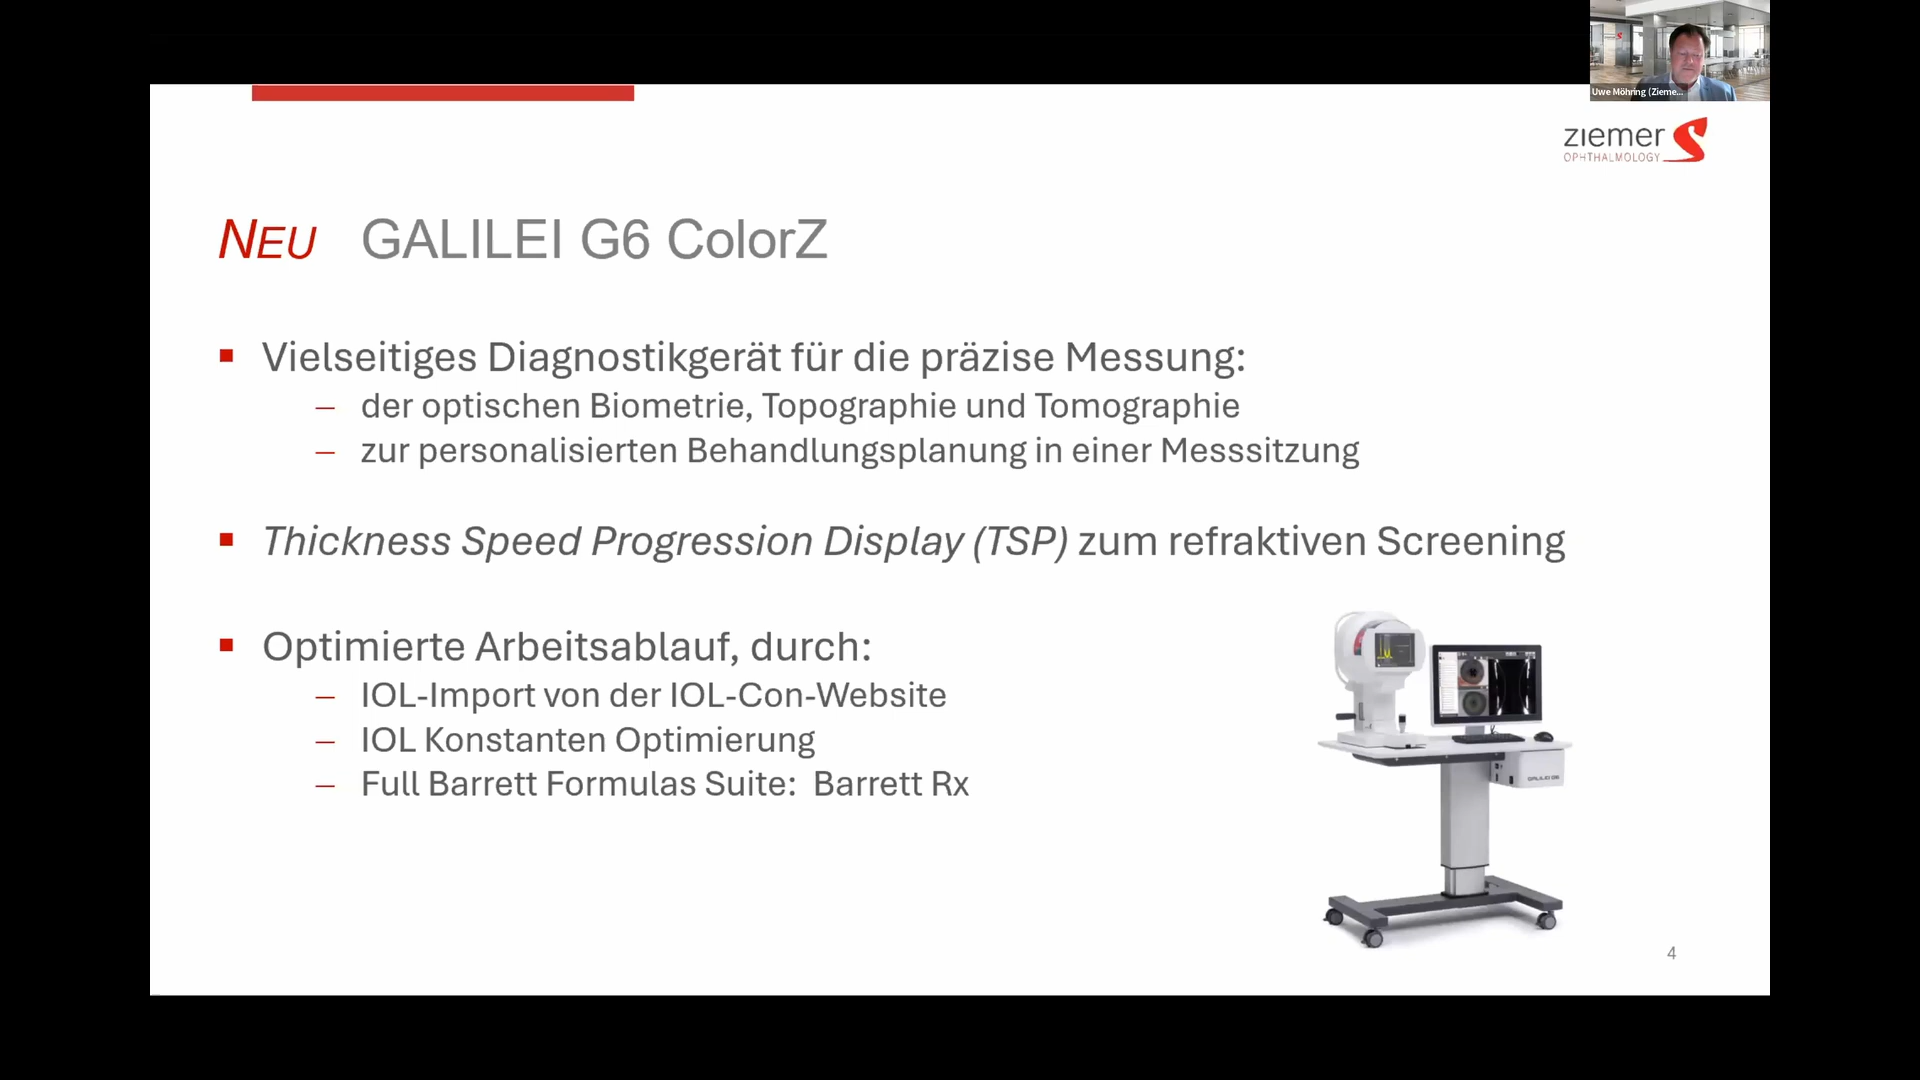 Uwe Möhring (Zieme...
ziemer
OPHTHALMOLOGY
NEU GALILEI G6 ColorZ
▪ Vielseitiges Diagnostikgerät für die präzise Messung:
– der optischen Biometrie, Topographie und Tomographie
– zur personalisierten Behandlungsplanung in einer Messsitzung
▪ Thickness Speed Progression Display (TSP) zum refraktiven Screening
▪ Optimierte Arbeitsablauf, durch:
– IOL-Import von der IOL-Con-Website
– IOL Konstanten Optimierung
– Full Barrett Formulas Suite: Barrett Rx
GALILEI G6
4